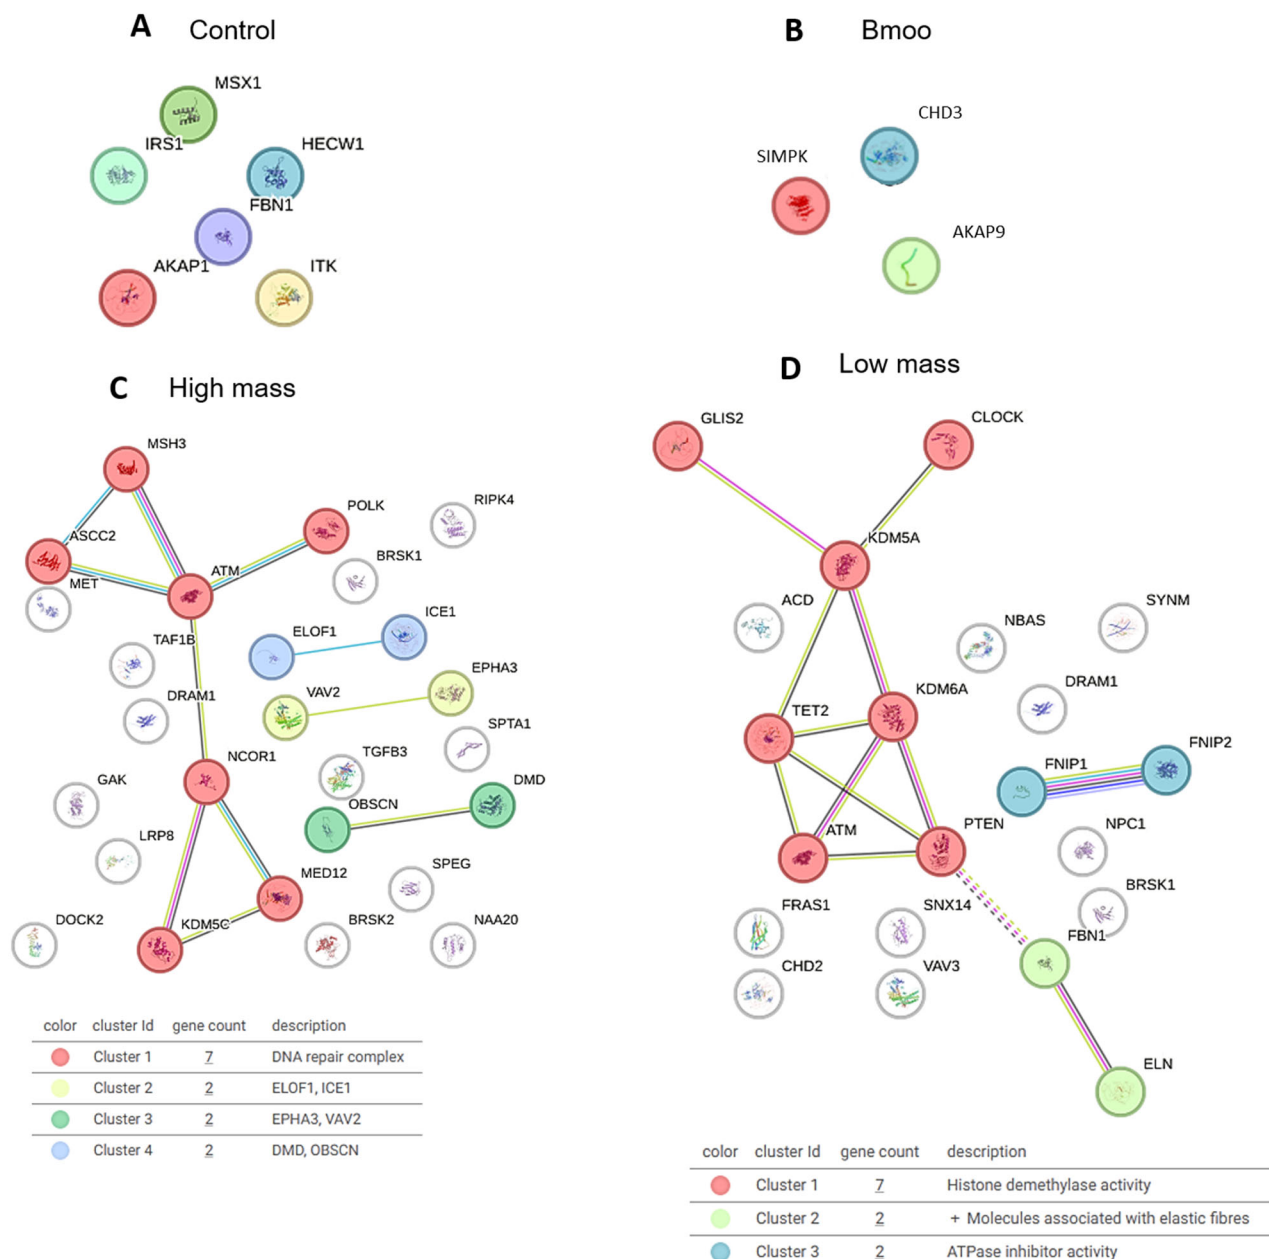 A Control
MSX1
IRS1
HECW1
FBN1
AKAP1
ITK
B Bmoo
CHD3
SIMPK
AKAP9
C High mass
MSH3
POLK
RIPK4
ASCC2
BRSK1
MET
ATM
ICE1
ELOF1
TAF1B
EPHA3
VAV2
DRAM1
SPTA1
NCOR1
TGFB3
GAK
DMD
OBSCN
LRP8
SPEG
MED12
DOCK2
KDM5C
BRSK2
NAA20
color cluster Id gene count description
Cluster 1 7 DNA repair complex
Cluster 2 2 ELOF1, ICE1
Cluster 3 2 EPHA3, VAV2
Cluster 4 2 DMD, OBSCN
D Low mass
GLIS2
CLOCK
KDM5A
ACD
SYNM
NBAS
DRAM1
KDM6A
TET2
FNIP2
FNIP1
PTEN
NPC1
ATM
BRSK1
FRAS1
SNX14
FBN1
CHD2
VAV3
ELN
color cluster Id gene count description
Cluster 1 7 Histone demethylase activity
Cluster 2 2 + Molecules associated with elastic fibres
Cluster 3 2 ATPase inhibitor activity